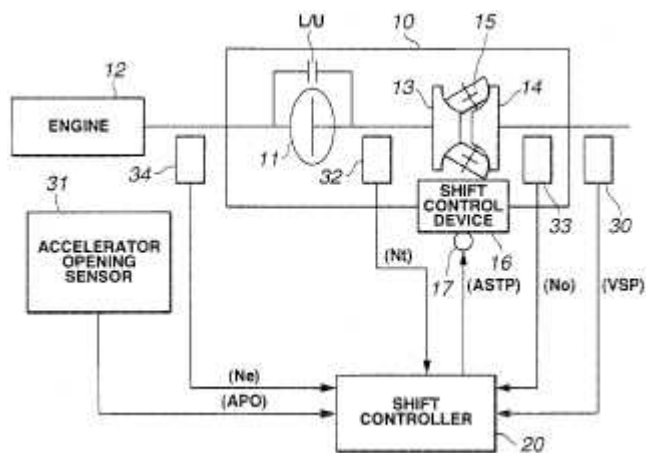 L/U
10
15
12
13
14
ENGINE
11
34
32
31
SHIFT
CONTROL
DEVICE
33
30
ACCELERATOR
OPENING
SENSOR
16
17
(Nt)
(ASTP)
(No)
(VSP)
(Ne)
(APO)
SHIFT
CONTROLLER
20